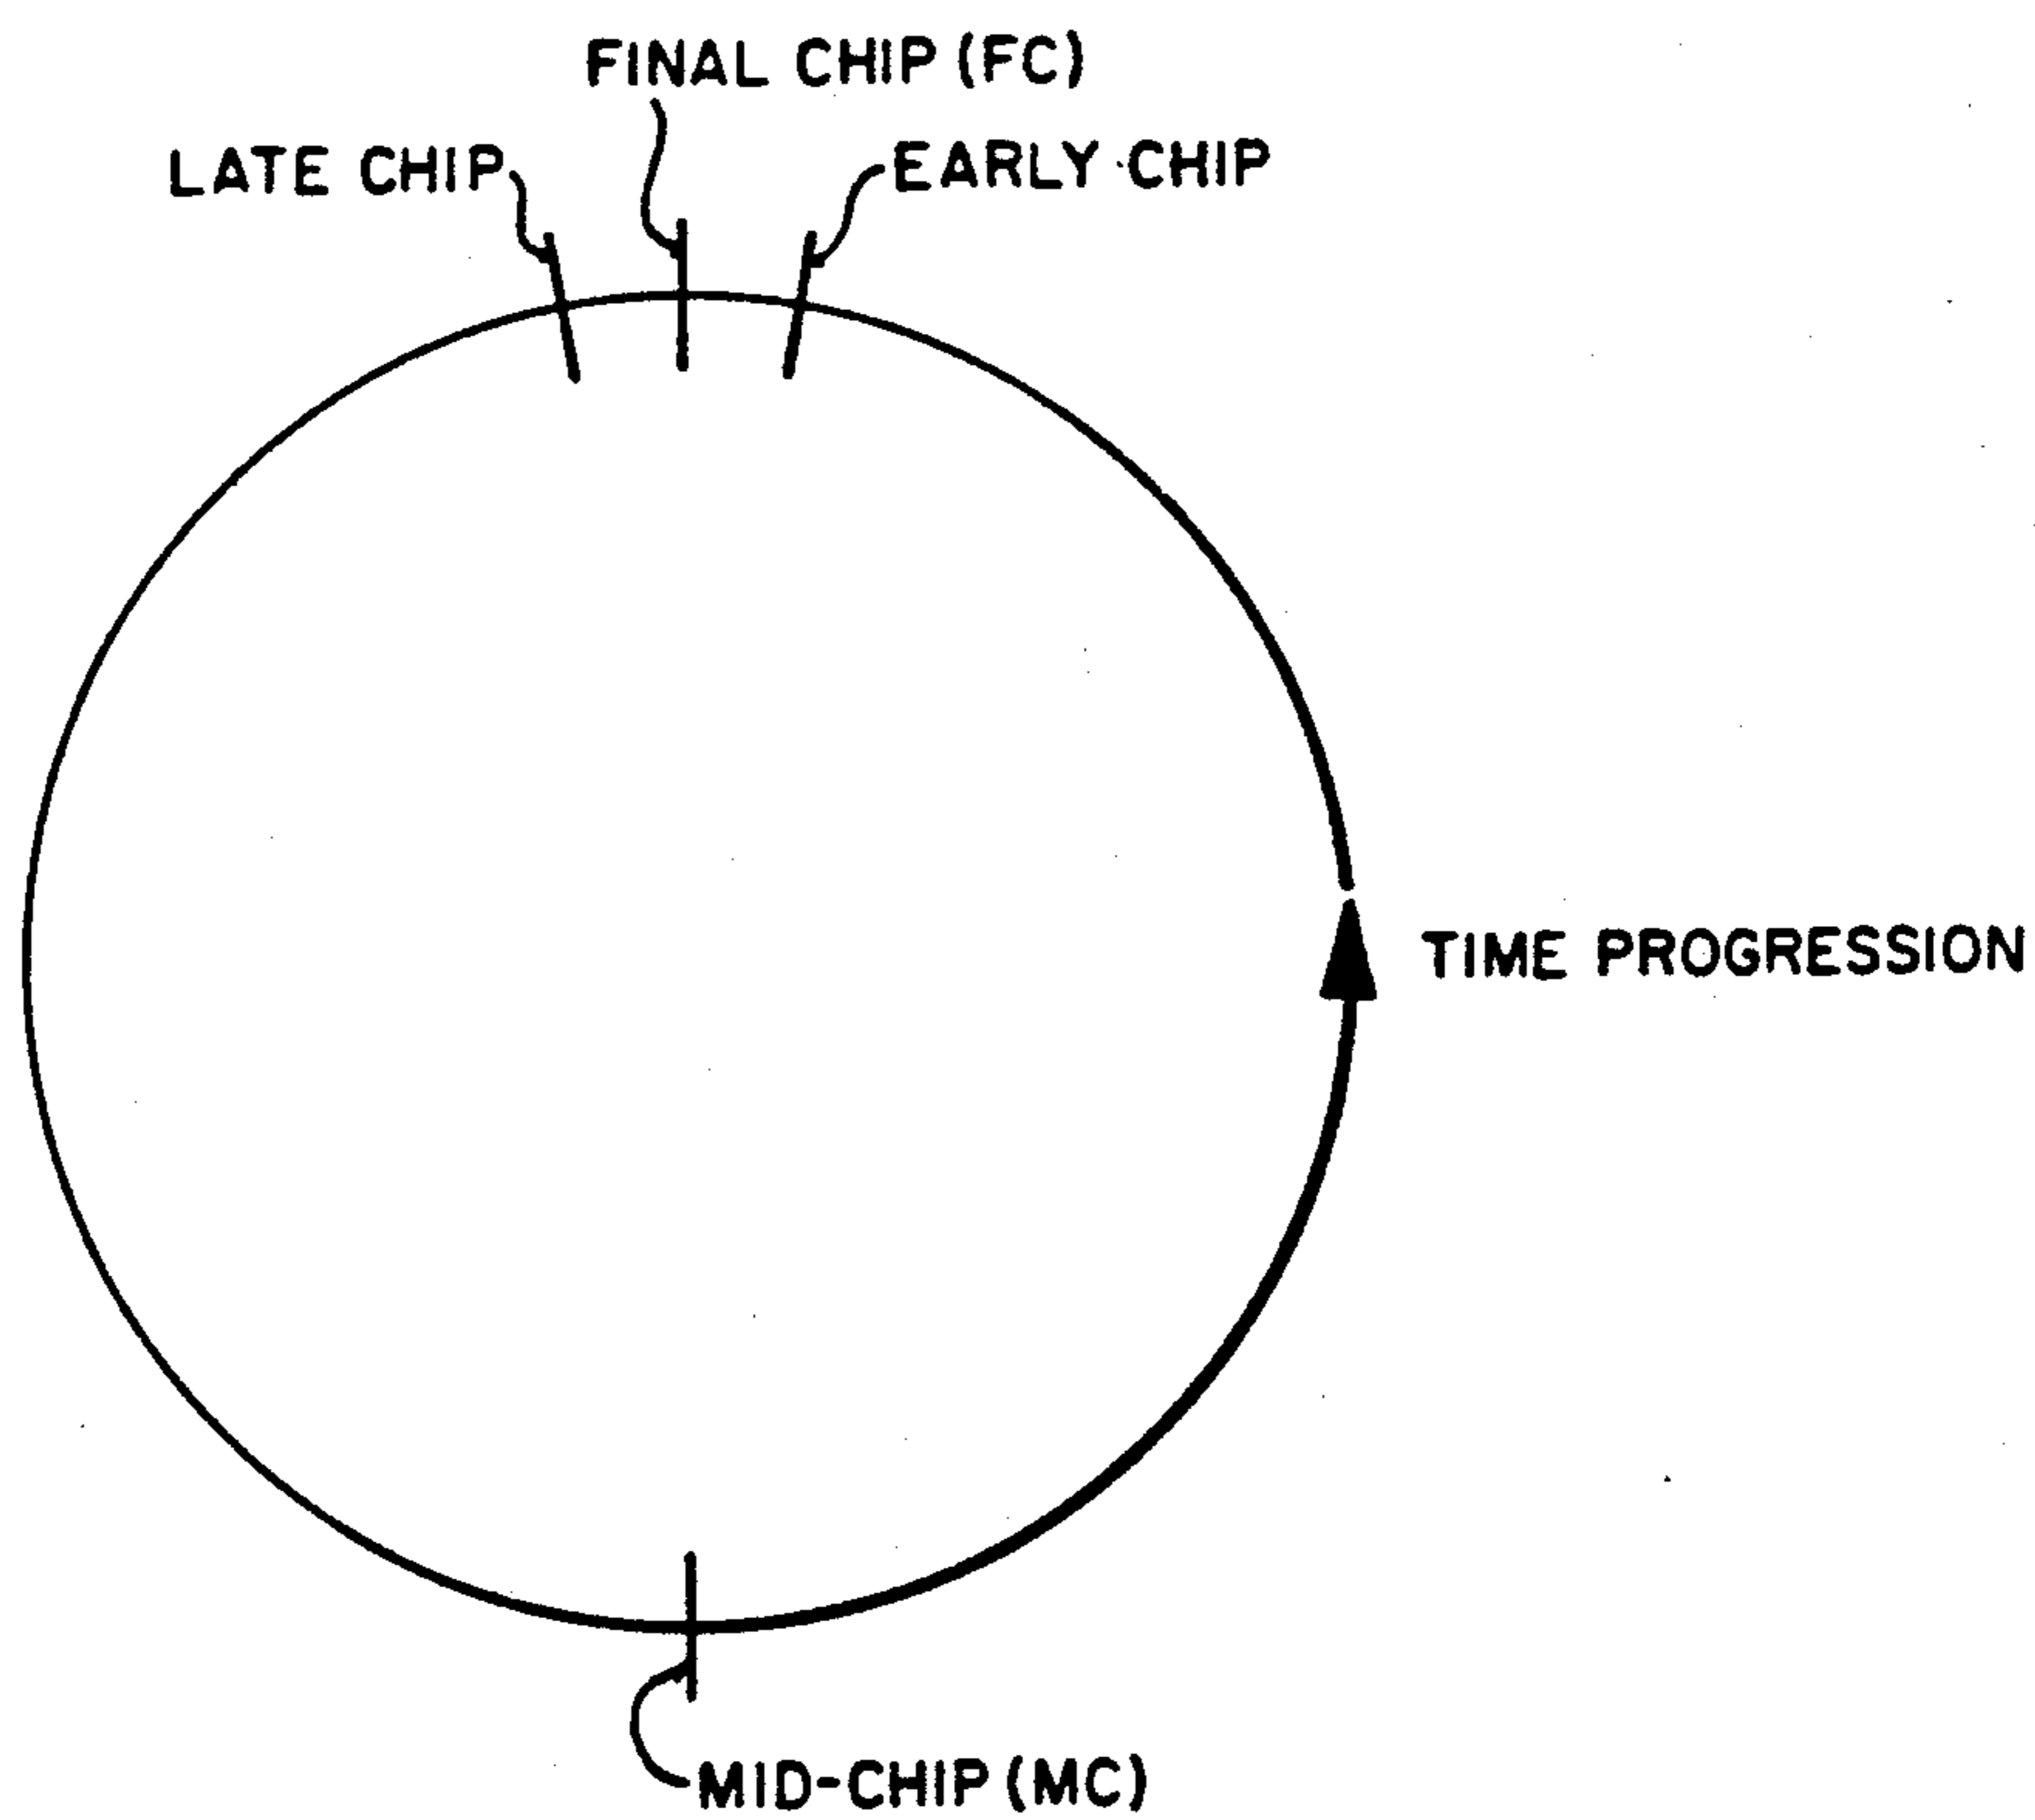 FINAL CHIP (FC)
LATE CHIP
EARLY CHIP
TIME PROGRESSION
MID-CHIP (MC)